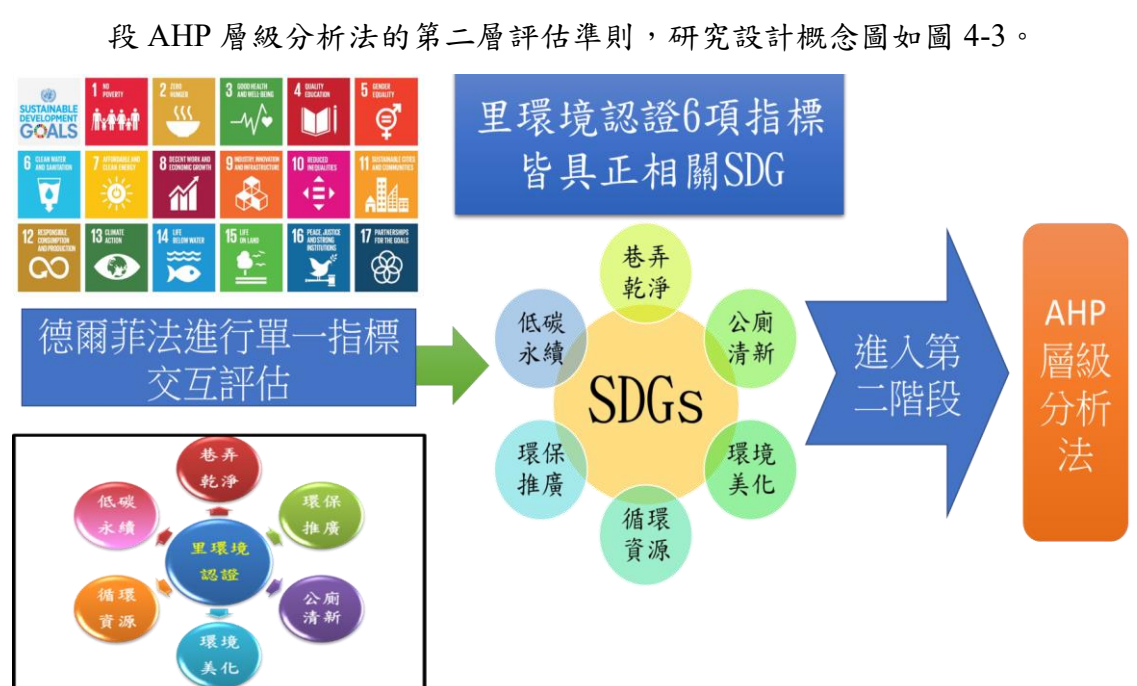 段 AHP 層級分析法的第二層評估準則，研究設計概念圖如圖 4-3。
SUSTAINABLE
DEVELOPMENT
GOALS
1 NO
POVERTY
2 ZERO
HUNGER
3 GOOD HEALTH
AND WELL-BEING
4 QUALITY
EDUCATION
5 GENDER
EQUALITY
6 CLEAN WATER
AND SANITATION
7 AFFORDABLE AND
CLEAN ENERGY
8 DECENT WORK AND
ECONOMIC GROWTH
9 INDUSTRY, INNOVATION
AND INFRASTRUCTURE
10 REDUCED
INEQUALITIES
11 SUSTAINABLE CITIES
AND COMMUNITIES
12 RESPONSIBLE
CONSUMPTION
AND PRODUCTION
13 CLIMATE
ACTION
14 LIFE
BELOW WATER
15 LIFE
ON LAND
16 PEACE, JUSTICE
AND STRONG
INSTITUTIONS
17 PARTNERSHIPS
FOR THE GOALS
里環境認證6項指標
皆具正相關SDG
德爾菲法進行單一指標
交互評估
巷弄
乾淨
低碳
永續
公廁
清新
SDGs
環保
推廣
環境
美化
循環
資源
進入第
二階段
AHP
層級
分析
法
巷弄
乾淨
低碳
永續
環保
推廣
里環境
認證
循環
資源
公廁
清新
環境
美化